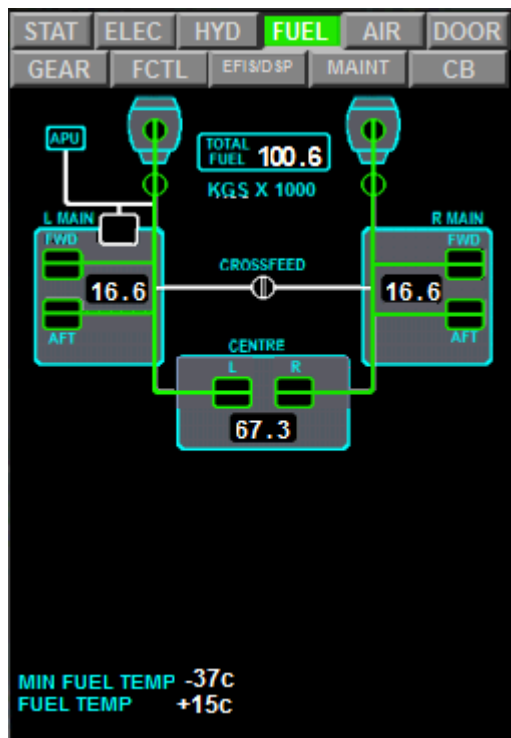 STAT ELEC HYD FUEL AIR DOOR
GEAR FCTL EFIS/DSP MAINT CB
APU
TOTAL
FUEL 100.6
KGS X 1000
L MAIN
R MAIN
FWD
FWD
CROSSFEED
16.6
16.6
AFT
AFT
CENTRE
L R
67.3
MIN FUEL TEMP -37c
FUEL TEMP +15c